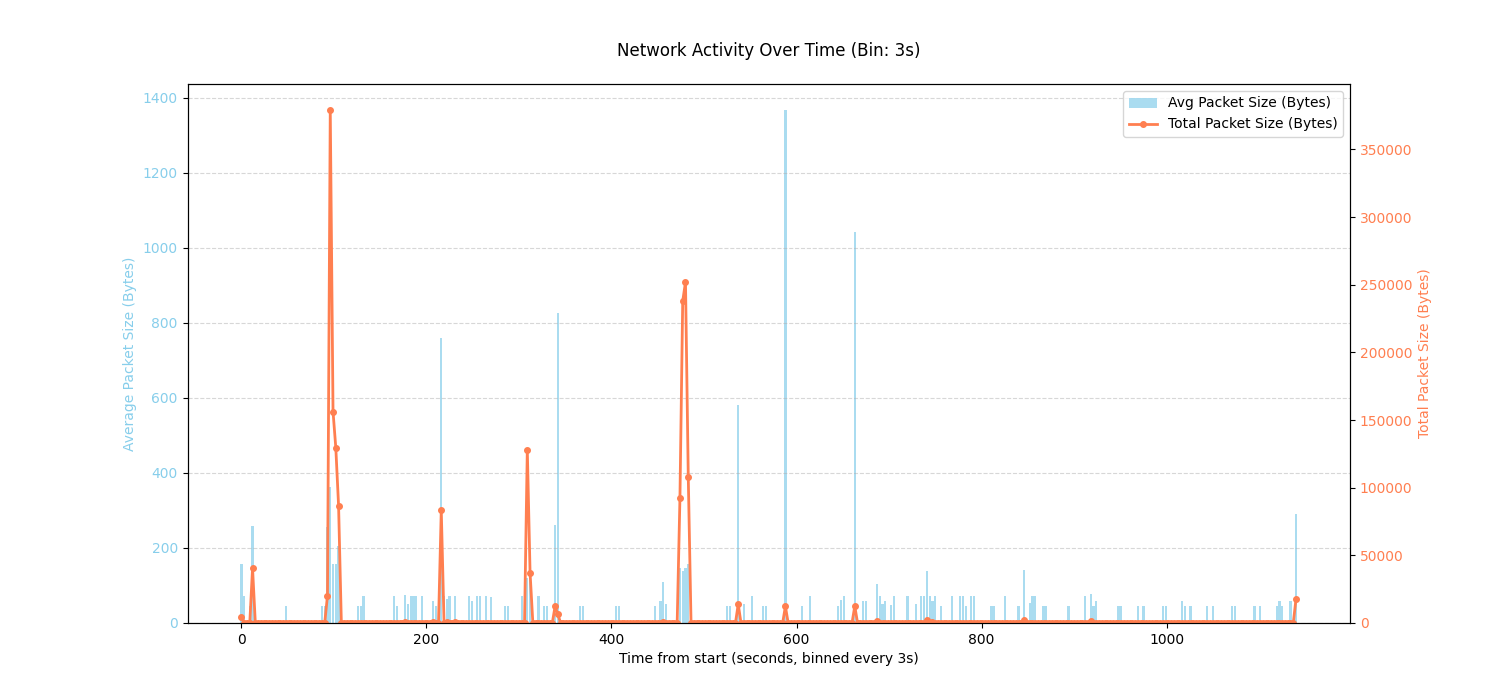 Network Activity Over Time (Bin: 3s)
Avg Packet Size (Bytes)
Total Packet Size (Bytes)
1400
1200
1000
800
600
400
200
0
Average Packet Size (Bytes)
350000
300000
250000
200000
150000
100000
50000
0
Total Packet Size (Bytes)
0 200 400 600 800 1000
Time from start (seconds, binned every 3s)